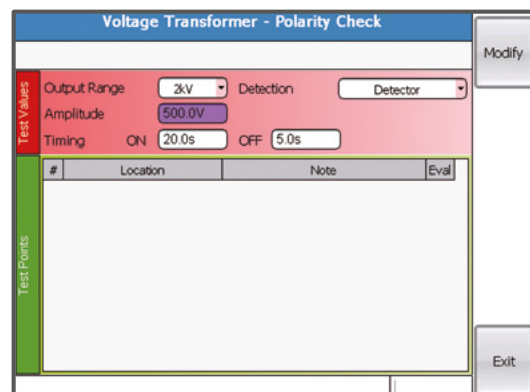 Voltage Transformer - Polarity Check
Modify
Test Values
Output Range 2kV Detection Detector
Amplitude 500.0V
Timing ON 20.0s OFF 5.0s
Test Points
# Location Note Eval
Exit